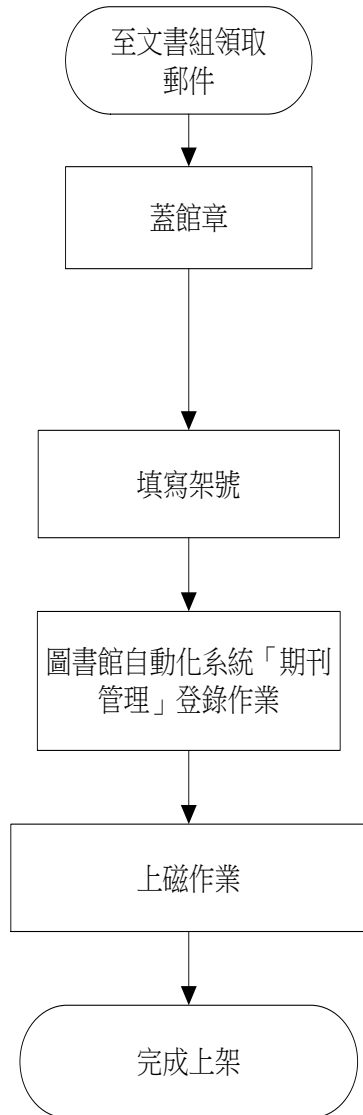 至文書組領取
郵件
蓋館章
填寫架號
圖書館自動化系統「期刊
管理」登錄作業
上磁作業
完成上架